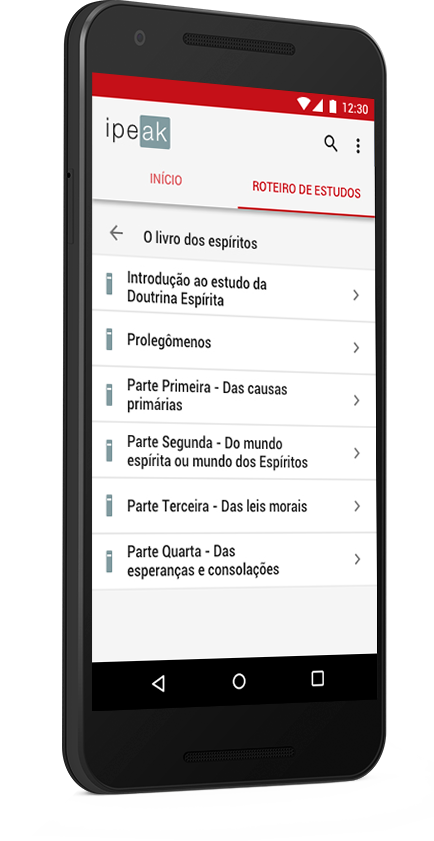 12:30
ipeak
INÍCIO
ROTEIRO DE ESTUDOS
O livro dos espíritos
Introdução ao estudo da
Doutrina Espírita
Prolegômenos
Parte Primeira - Das causas
primárias
Parte Segunda - Do mundo
espírita ou mundo dos Espíritos
Parte Terceira - Das leis morais
Parte Quarta - Das
esperanças e consolações